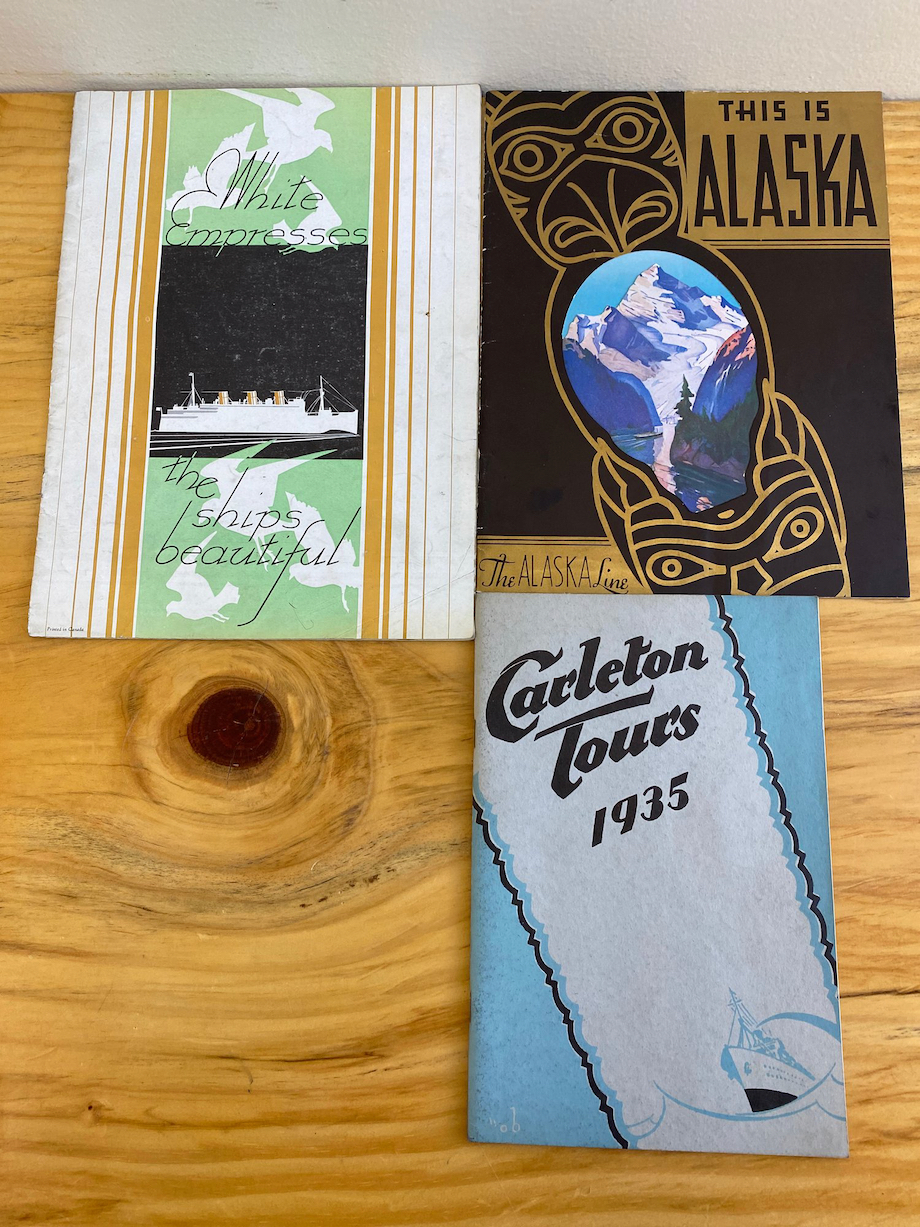 White
Empresses
the
ships
beautiful
Printed in Canada
THIS IS
ALASKA
The ALASKA Line
Carleton
Tours
1935